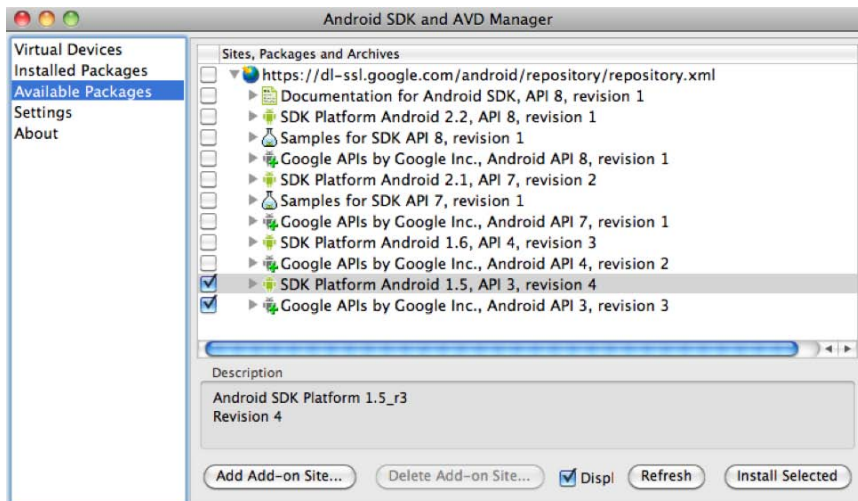 Android SDK and AVD Manager
Virtual Devices
Installed Packages
Available Packages
Settings
About
Sites, Packages and Archives
https://dl-ssl.google.com/android/repository/repository.xml
Documentation for Android SDK, API 8, revision 1
SDK Platform Android 2.2, API 8, revision 1
Samples for SDK API 8, revision 1
Google APIs by Google Inc., Android API 8, revision 1
SDK Platform Android 2.1, API 7, revision 2
Samples for SDK API 7, revision 1
Google APIs by Google Inc., Android API 7, revision 1
SDK Platform Android 1.6, API 4, revision 3
Google APIs by Google Inc., Android API 4, revision 2
SDK Platform Android 1.5, API 3, revision 4
Google APIs by Google Inc., Android API 3, revision 3
Description
Android SDK Platform 1.5_r3
Revision 4
Add Add-on Site... Delete Add-on Site... Displ Refresh Install Selected